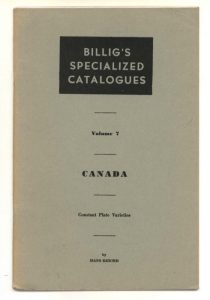 BILLIG'S
SPECIALIZED
CATALOGUES
Volume 7
CANADA
Constant Plate Varieties
by
HANS REICHE